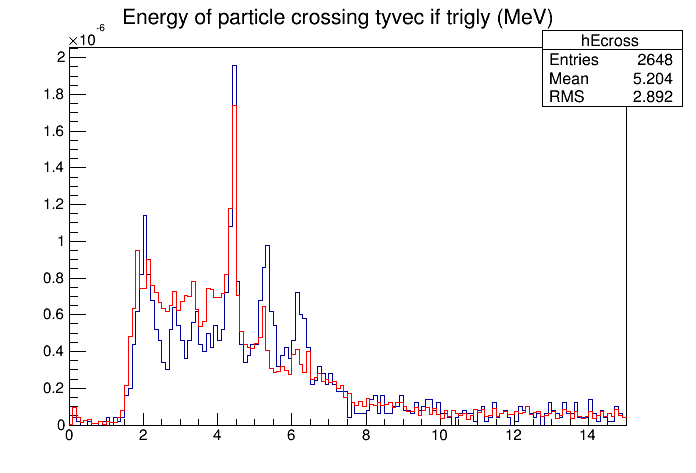 Energy of particle crossing tyvec if trigly (MeV)
×10-6
hEcross
Entries 2648
Mean 5.204
RMS 2.892
2
1.8
1.6
1.4
1.2
1
0.8
0.6
0.4
0.2
0
0 2 4 6 8 10 12 14